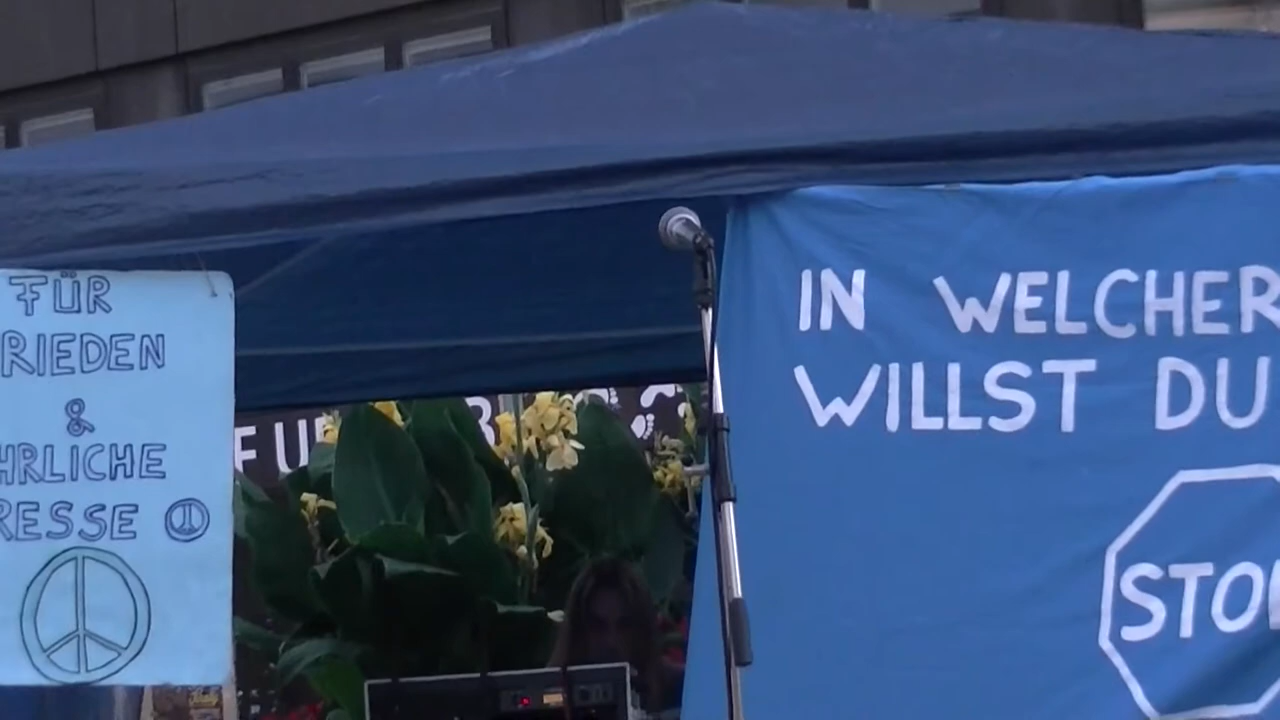 FÜR
RIEDEN
&
HRLICHE
RESSE
IN WELCHER
WILLST DU
STO